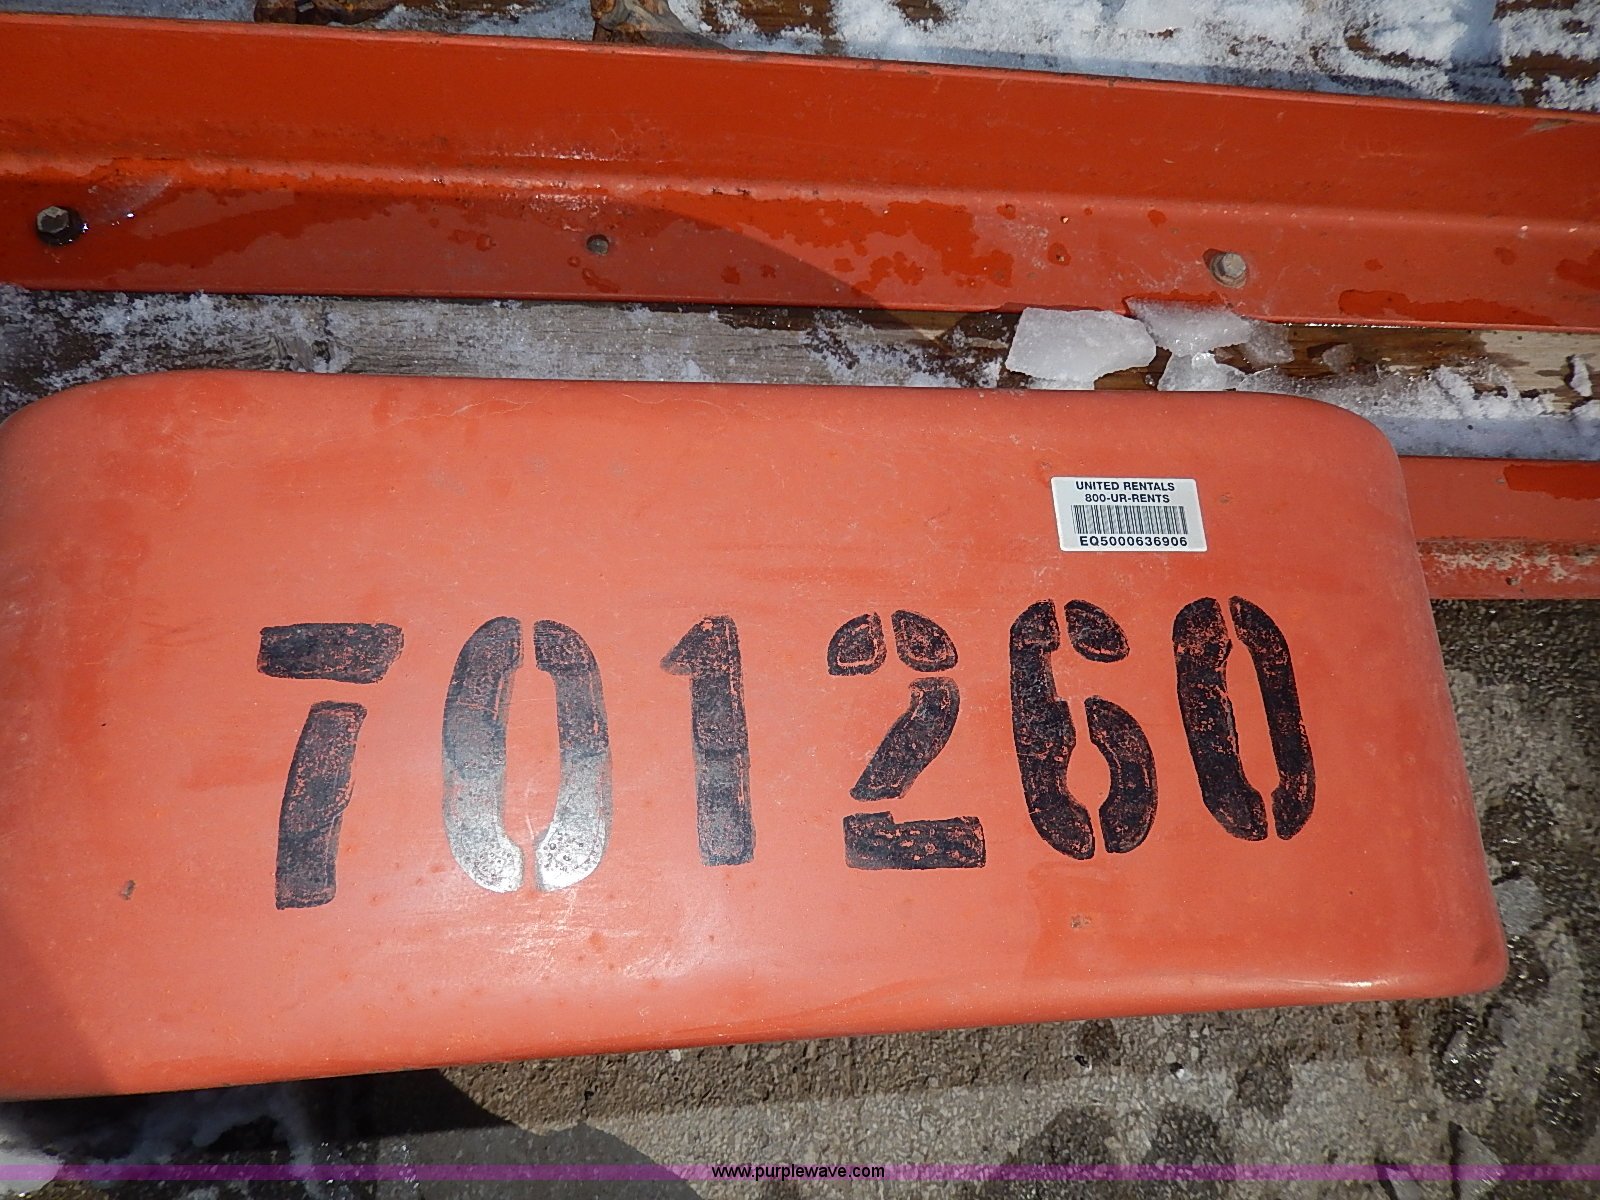 UNITED RENTALS
800-UR-RENTS
EQ5000636906
701260
www.purplewave.com